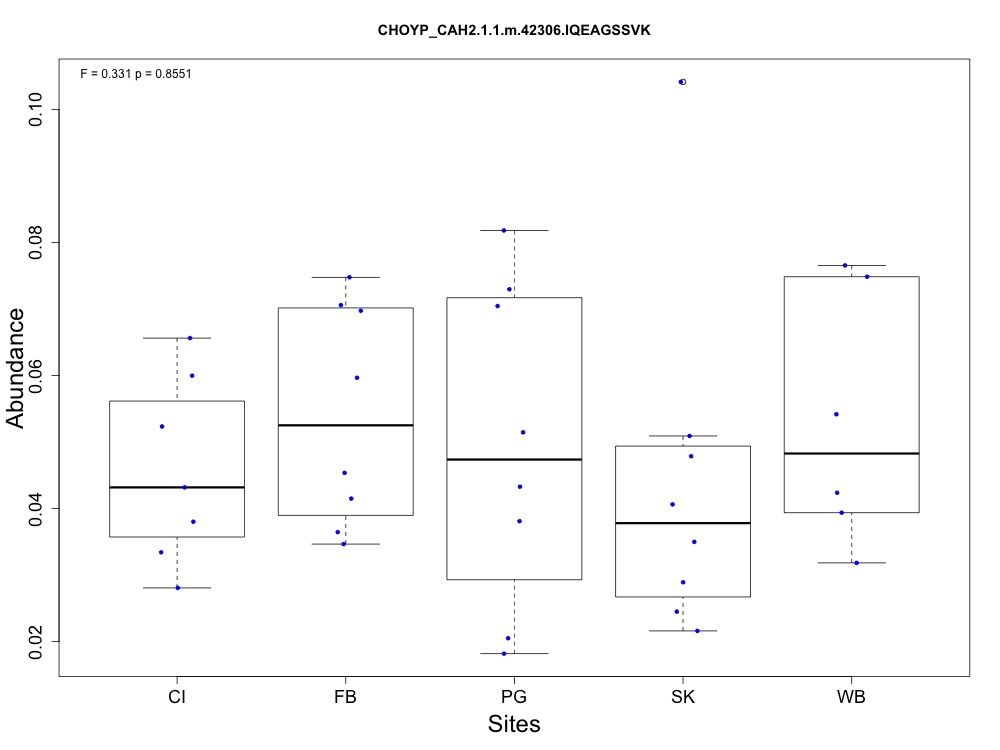 CHOYP_CAH2.1.1.m.42306.IQEAGSSVK
F = 0.331 p = 0.8551
0.10
0.08
0.06
0.04
0.02
Abundance
CI FB PG SK WB
Sites